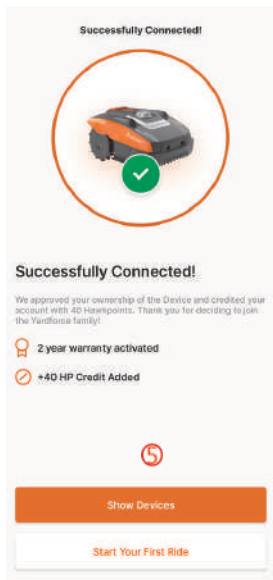 Successfully Connected!
Successfully Connected!
We approved your ownership of the Device and credited your
account with 40 Hawkpoints. Thank you for deciding to join
the Yardforce family!
2 year warranty activated
+40 HP Credit Added
5
Show Devices
Start Your First Ride